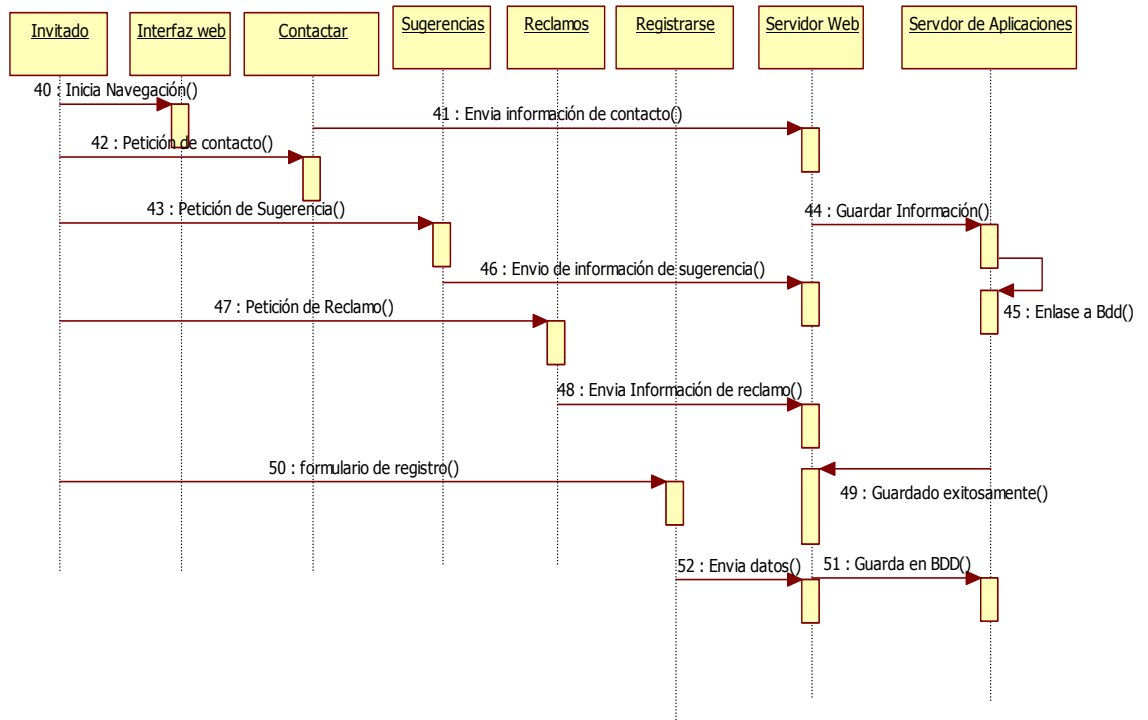 Invitado
Interfaz web
Contactar
Sugerencias
Reclamos
Registrarse
Servidor Web
Servdor de Aplicaciones
40 : Inicia Navegación()
41 : Envia información de contacto()
42 : Petición de contacto()
43 : Petición de Sugerencia()
44 : Guardar Información()
46 : Envio de información de sugerencia()
47 : Petición de Reclamo()
45 : Enlase a Bdd()
48 : Envia Información de reclamo()
50 : formulario de registro()
49 : Guardado exitosamente()
52 : Envia datos()
51 : Guarda en BDD()